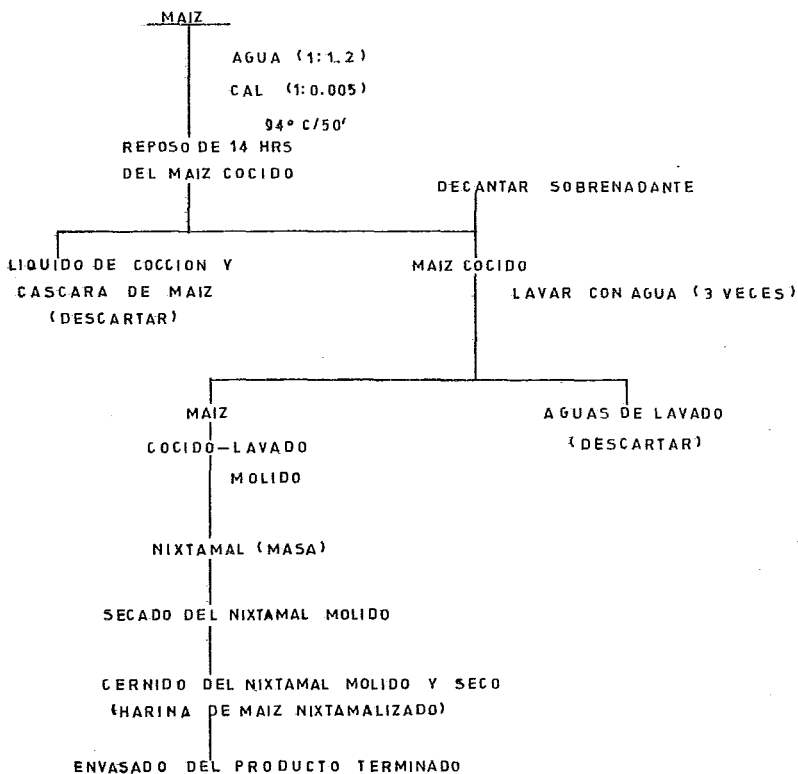 MAIZ
AGUA (1:1.2)
CAL (1:0.005)
94° C/50'
REPOSO DE 14 HRS
DEL MAIZ COCIDO
DECANTAR SOBRENADANTE
LIQUIDO DE COCCION Y
CASCARA DE MAIZ
(DESCARTAR)
MAIZ COCIDO
LAVAR CON AGUA (3 VECES)
MAIZ
COCIDO-LAVADO
MOLIDO
AGUAS DE LAVADO
(DESCARTAR)
NIXTAMAL (MASA)
SECADO DEL NIXTAMAL MOLIDO
CERNIDO DEL NIXTAMAL MOLIDO Y SECO
(HARINA DE MAIZ NIXTAMALIZADO)
ENVASADO DEL PRODUCTO TERMINADO